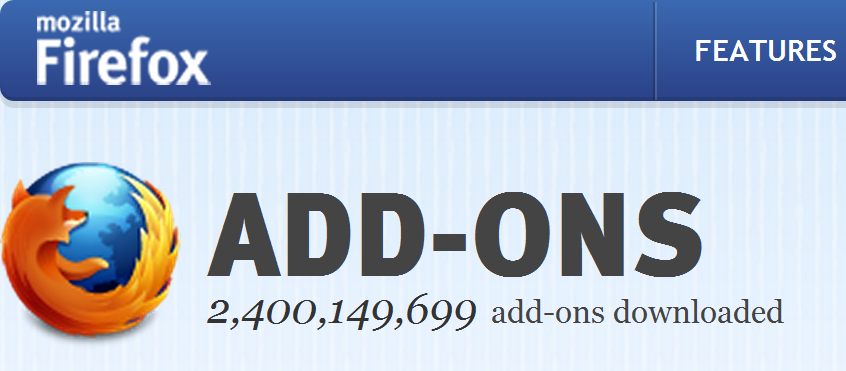 mozilla
Firefox
FEATURES
ADD-ONS
2,400,149,699 add-ons downloaded